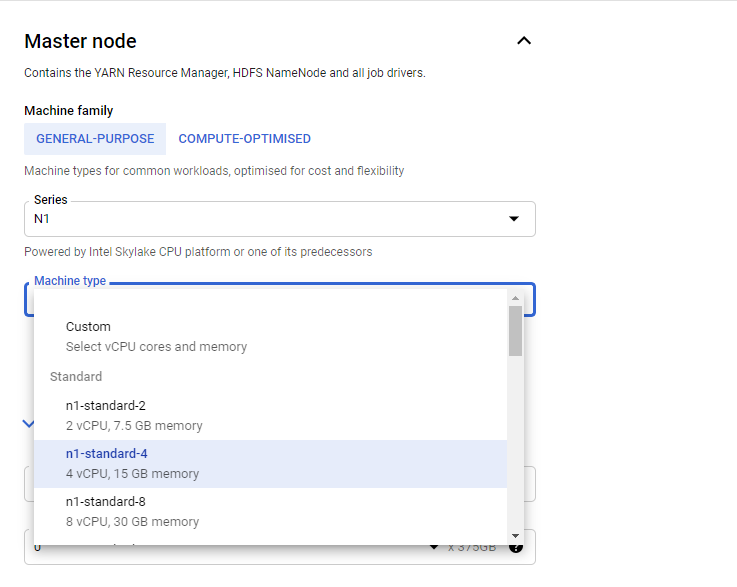 Master node
Contains the YARN Resource Manager, HDFS NameNode and all job drivers.
Machine family
GENERAL-PURPOSE COMPUTE-OPTIMISED
Machine types for common workloads, optimised for cost and flexibility
Series
N1
Powered by Intel Skylake CPU platform or one of its predecessors
Machine type
Custom
Select vCPU cores and memory
Standard
n1-standard-2
2 vCPU, 7.5 GB memory
n1-standard-4
4 vCPU, 15 GB memory
n1-standard-8
8 vCPU, 30 GB memory
0 x 375GB ?